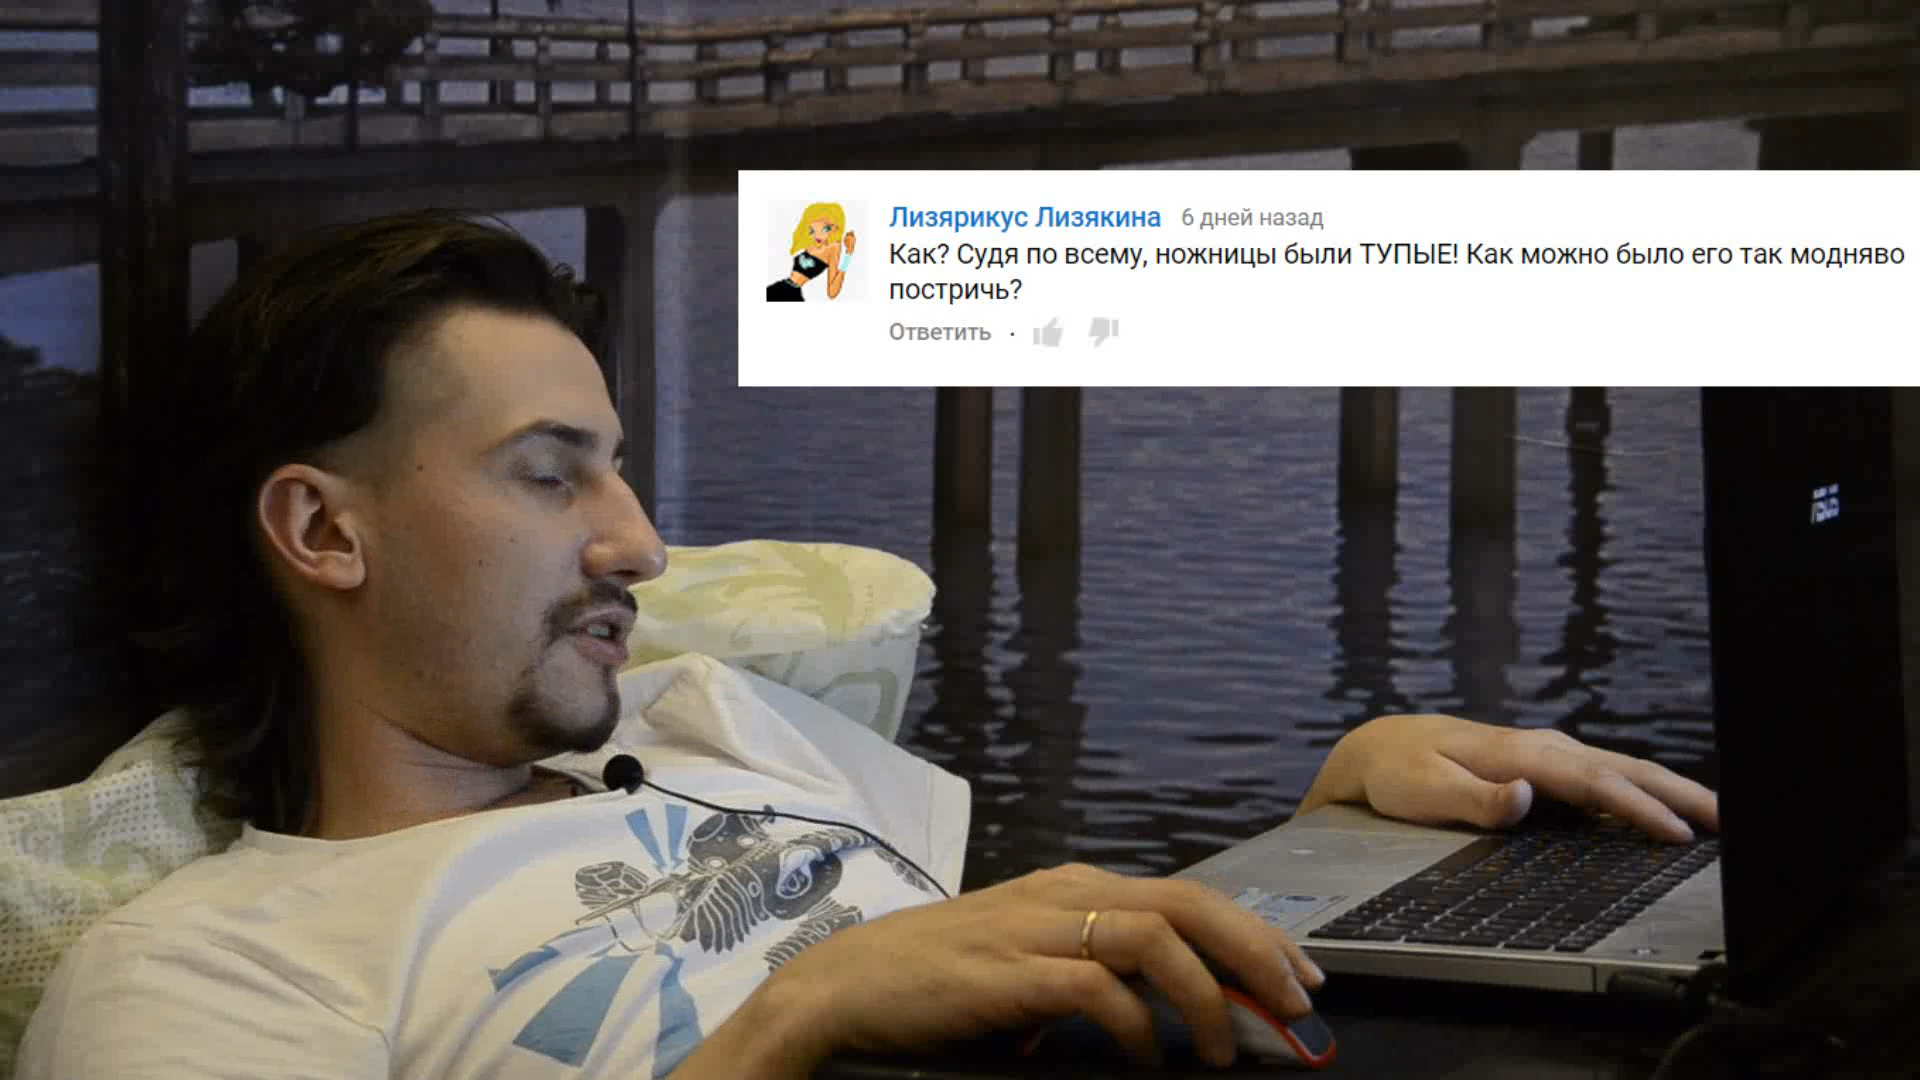 Лизярикус Лизякина 6 дней назад
Как? Судя по всему, ножницы были ТУПЫЕ! Как можно было его так модняво
постричь?
Ответить